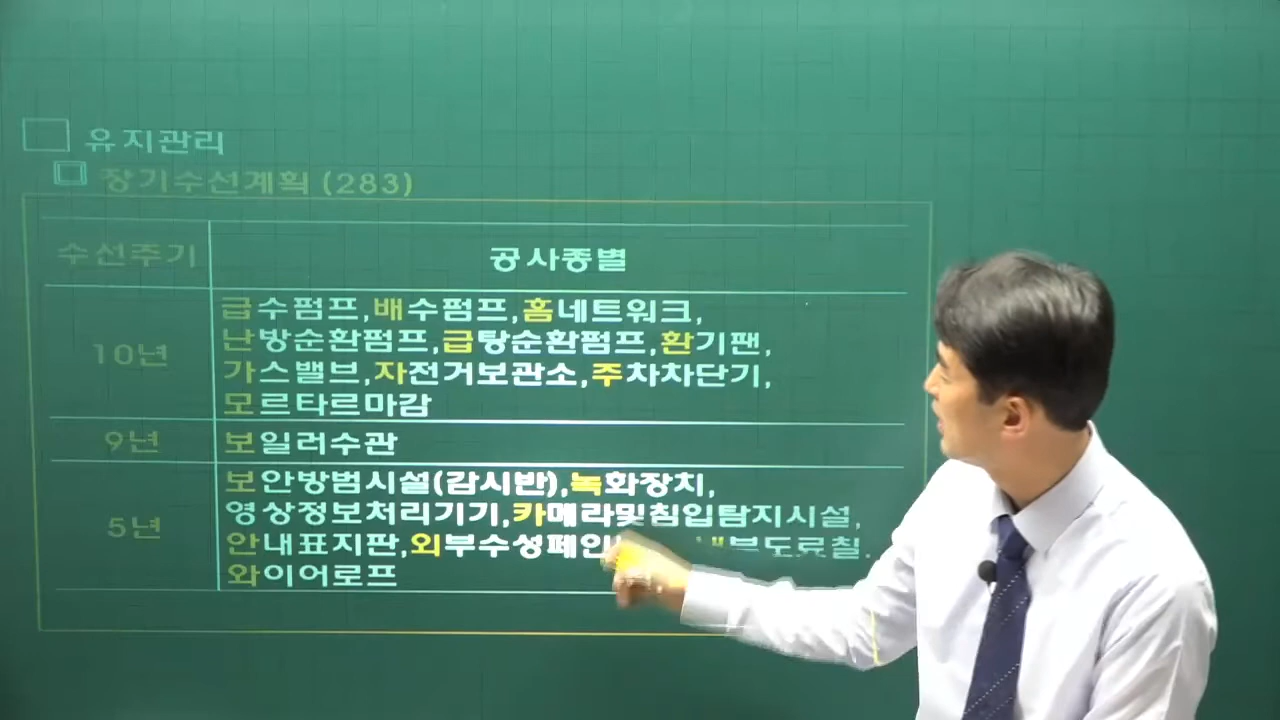 유지관리
장기수선계획 (283)
수선주기 공사종별
10년 급수펌프,배수펌프,홈네트워크,
난방순환펌프,급탕순환펌프,환기팬,
가스밸브,자전거보관소,주차차단기,
모르타르마감
9년 보일러수관
5년 보안방범시설(감시반),녹화장치,
영상정보처리기기,카메라및침입탐지시설,
안내표지판,외부수성페인 내부도료칠.
와이어로프